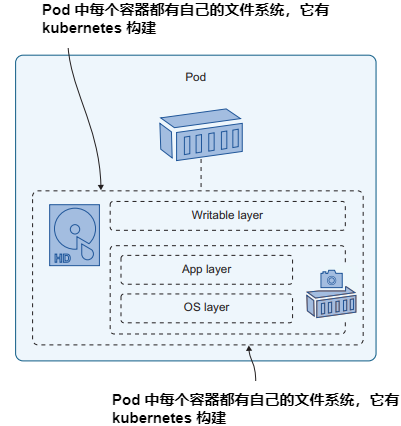 Pod 中每个容器都有自己的文件系统，它有
kubernetes 构建
Pod
Writable layer
HD
App layer
OS layer
Pod 中每个容器都有自己的文件系统，它有
kubernetes 构建